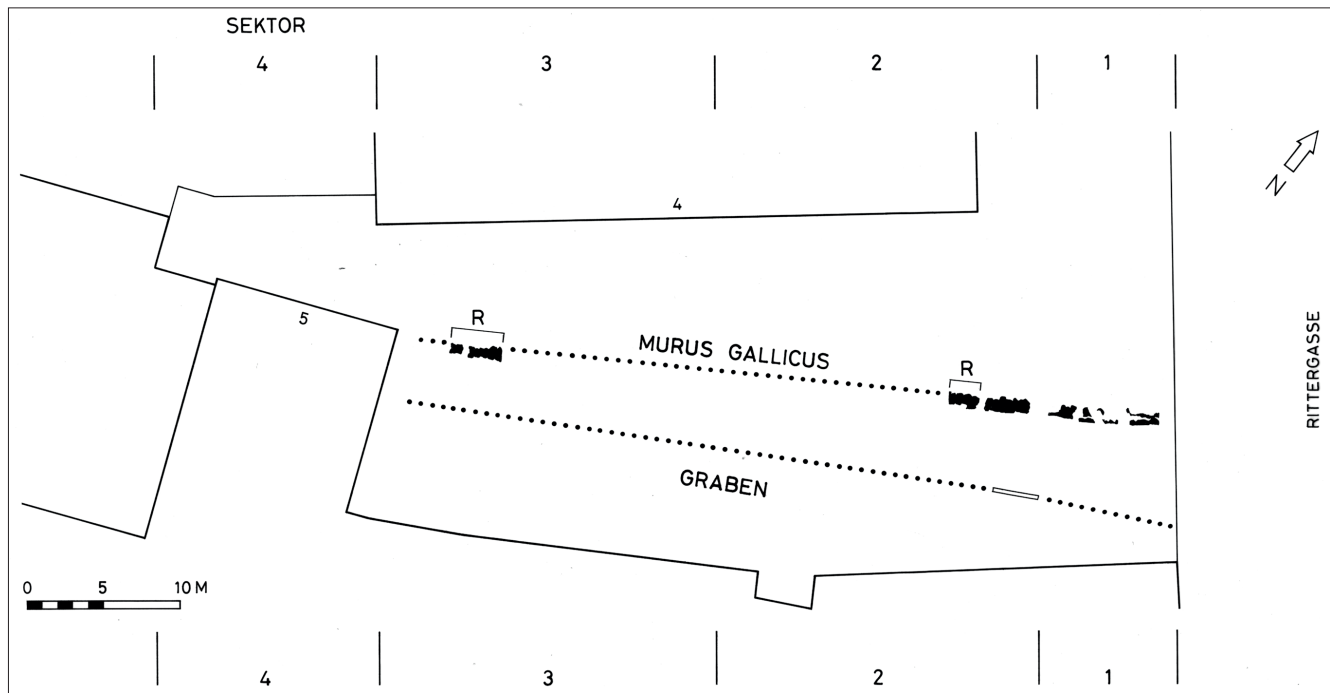 SEKTOR
4 3 2 1
N
4
5
R
MURUS GALLICUS
R
RITTERGASSE
GRABEN
0 5 10 M
4 3 2 1